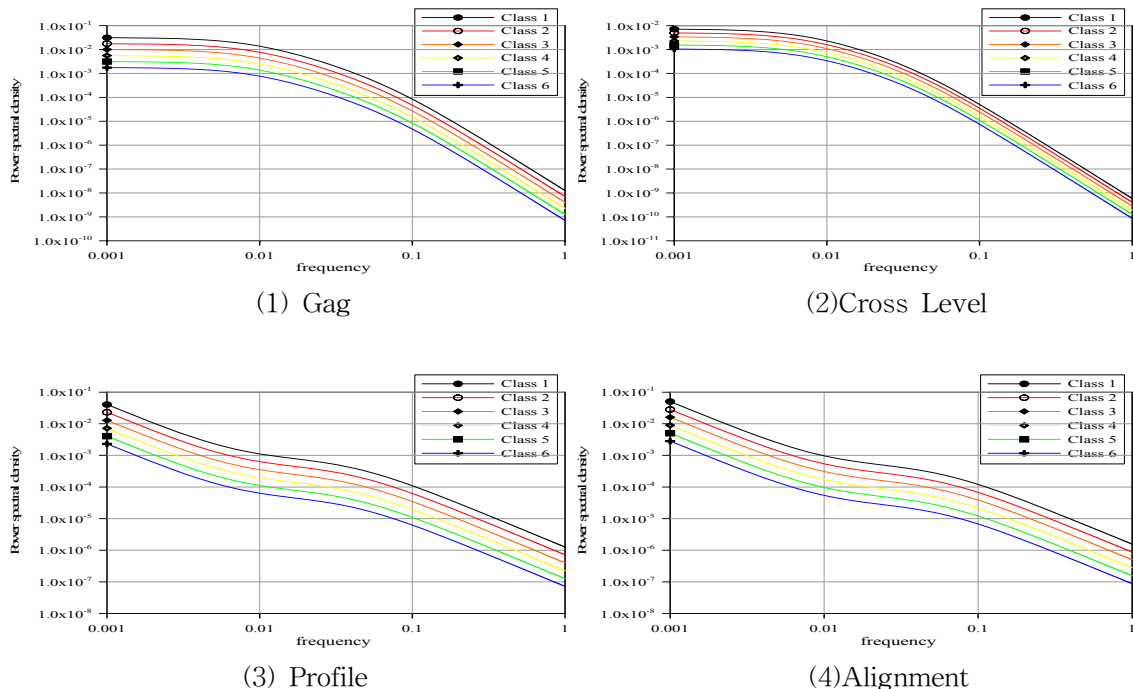 Class 1
Class 2
Class 3
Class 4
Class 5
Class 6
1.0x10-1
1.0x10-2
1.0x10-3
1.0x10-4
1.0x10-5
1.0x10-6
1.0x10-7
1.0x10-8
1.0x10-9
1.0x10-10
Power spectral density
0.001 0.01 0.1 1
frequency
(1) Gag
Class 1
Class 2
Class 3
Class 4
Class 5
Class 6
1.0x10-2
1.0x10-3
1.0x10-4
1.0x10-5
1.0x10-6
1.0x10-7
1.0x10-8
1.0x10-9
1.0x10-10
1.0x10-11
Power spectral density
0.001 0.01 0.1 1
frequency
(2)Cross Level
Class 1
Class 2
Class 3
Class 4
Class 5
Class 6
1.0x10-1
1.0x10-2
1.0x10-3
1.0x10-4
1.0x10-5
1.0x10-6
1.0x10-7
1.0x10-8
Power spectral density
0.001 0.01 0.1 1
frequency
(3) Profile
Class 1
Class 2
Class 3
Class 4
Class 5
Class 6
1.0x10-1
1.0x10-2
1.0x10-3
1.0x10-4
1.0x10-5
1.0x10-6
1.0x10-7
1.0x10-8
Power spectral density
0.001 0.01 0.1 1
frequency
(4)Alignment